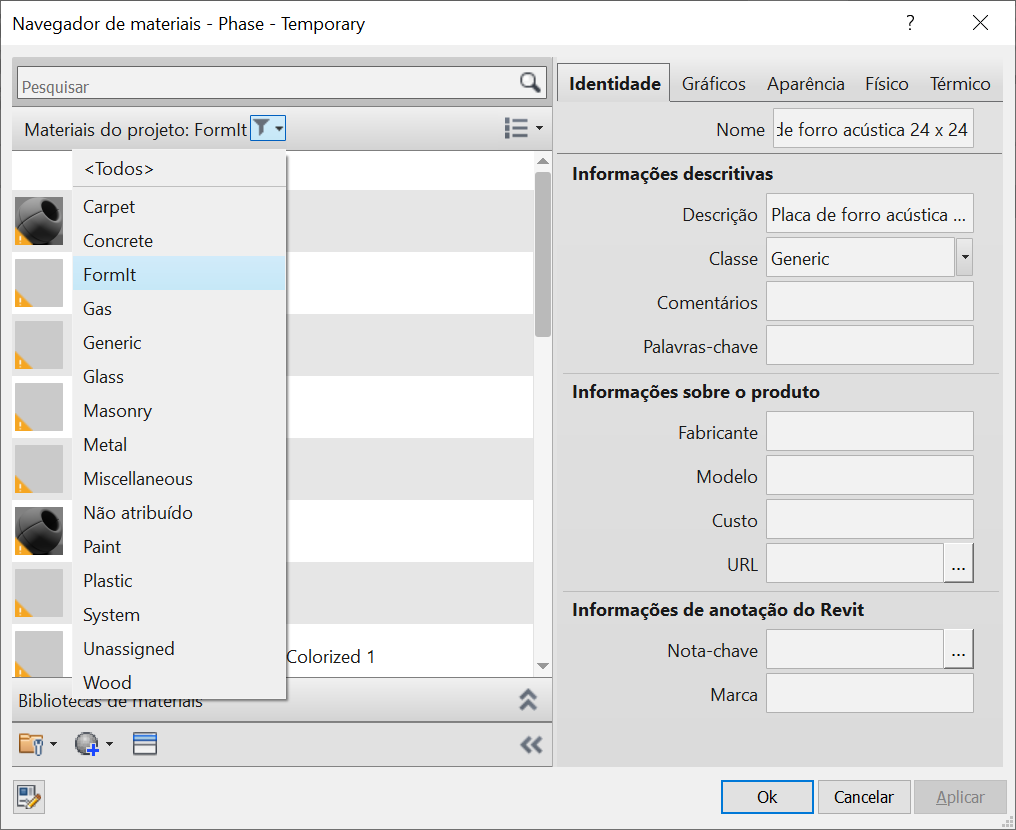 Navegador de materiais - Phase - Temporary
?
Pesquisar
Materiais do projeto: FormIt
<Todos>
Carpet
Concrete
FormIt
Gas
Generic
Glass
Masonry
Metal
Miscellaneous
Não atribuído
Paint
Plastic
System
Unassigned
Colorized 1
Wood
Bibliotecas de materiais
Identidade
Gráficos
Aparência
Físico
Térmico
Nome de forro acústica 24 x 24
Informações descritivas
Descrição Placa de forro acústica ...
Classe Generic
Comentários
Palavras-chave
Informações sobre o produto
Fabricante
Modelo
Custo
URL ...
Informações de anotação do Revit
Nota-chave ...
Marca
Ok
Cancelar
Aplicar